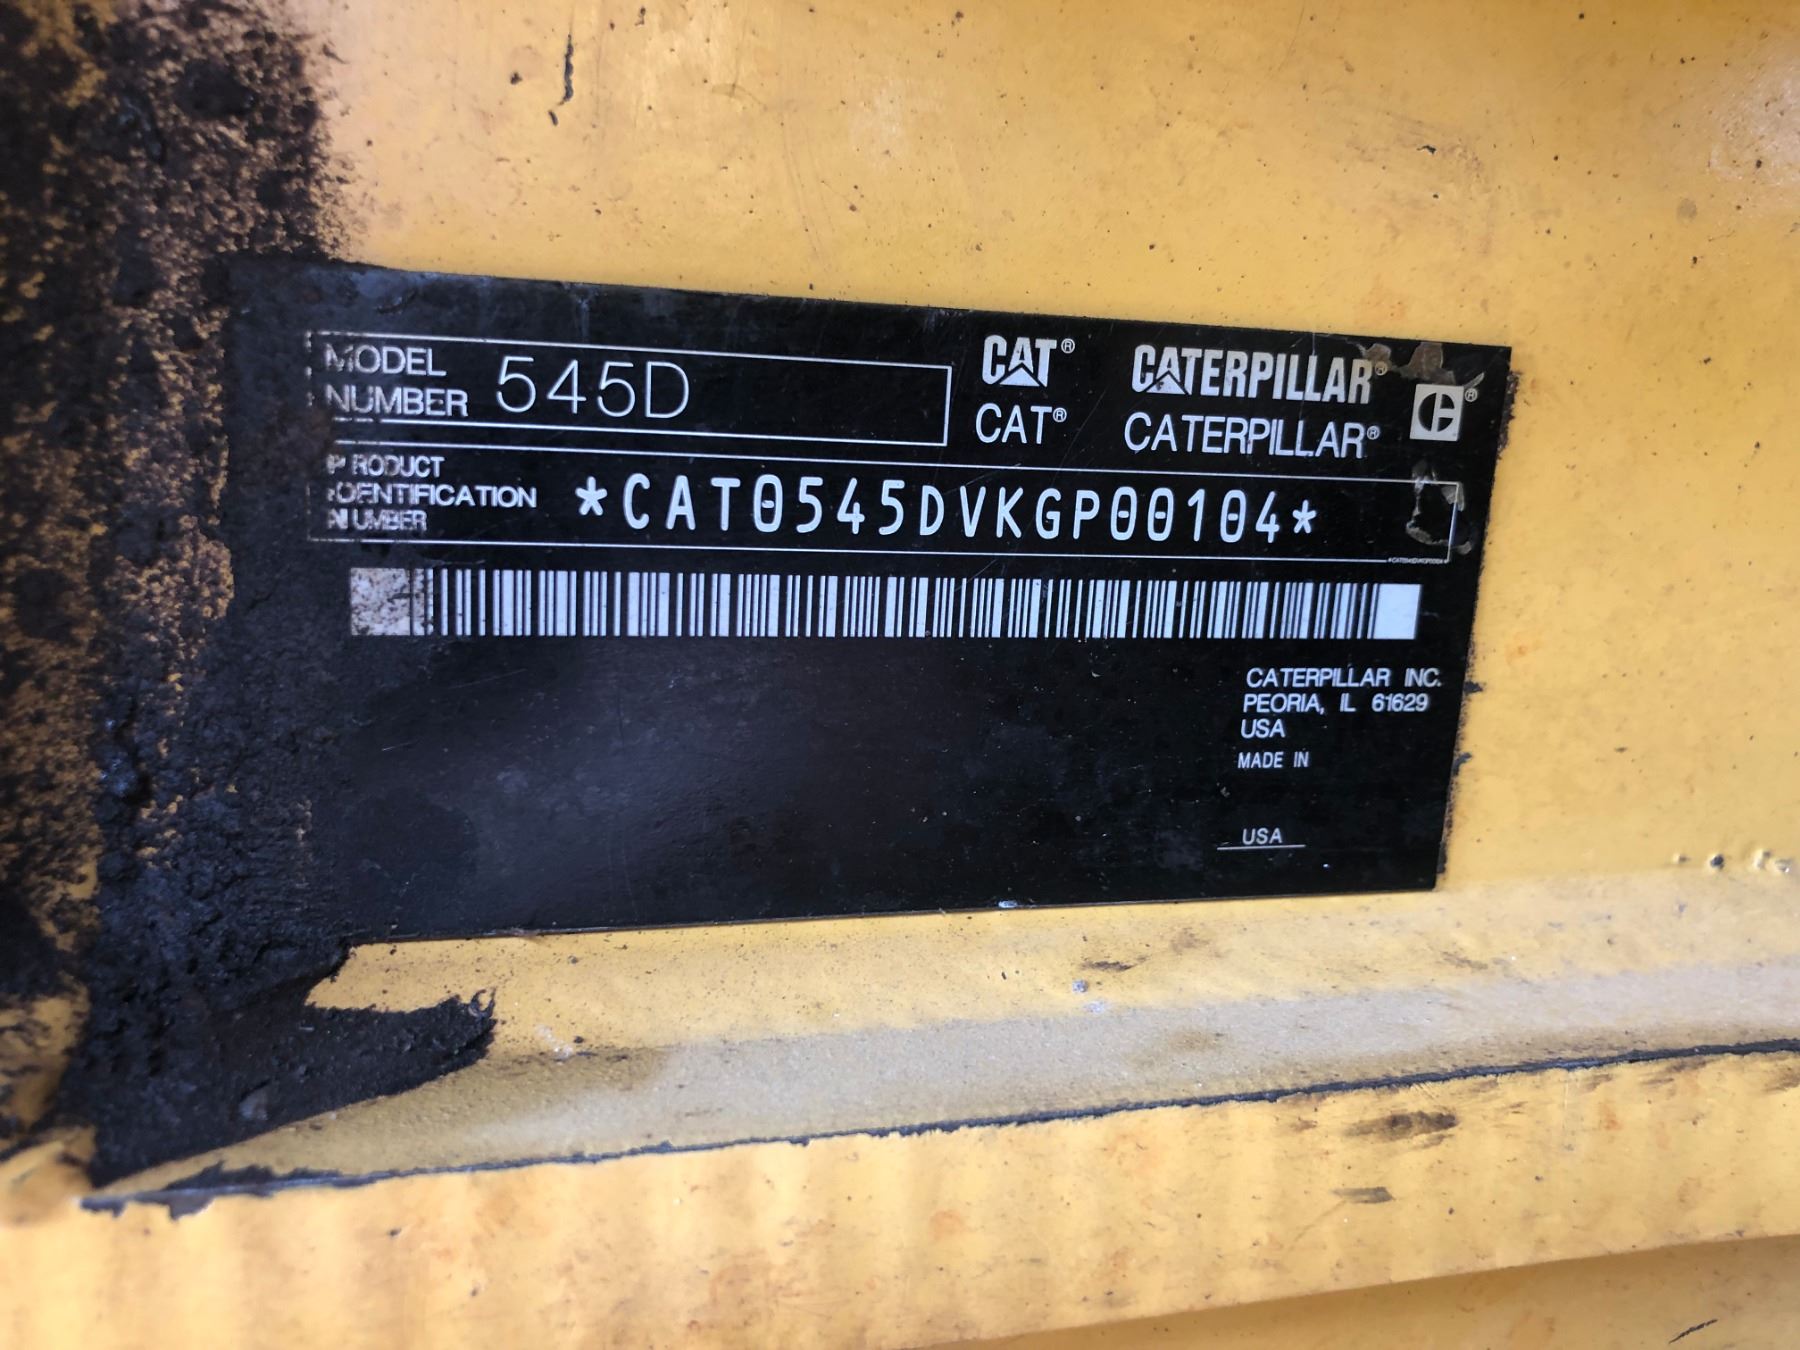 MODEL
NUMBER 545D
CAT® CATERPILLAR®
CAT® CATERPILLAR®
PRODUCT
IDENTIFICATION
NUMBER
*CAT0545DVKGP00104*
CATERPILLAR INC.
PEORIA, IL 61629
USA
MADE IN
USA